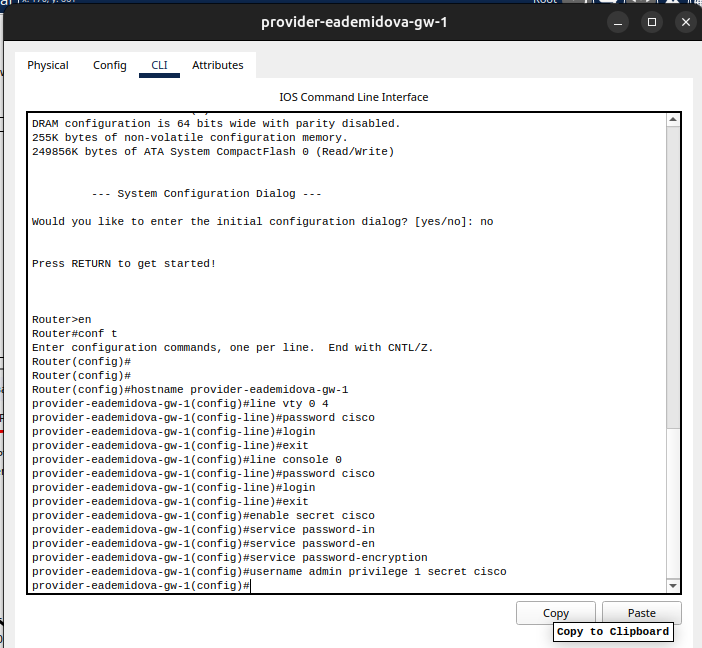 provider-eademidova-gw-1
Physical Config CLI Attributes
IOS Command Line Interface
DRAM configuration is 64 bits wide with parity disabled.
255K bytes of non-volatile configuration memory.
249856K bytes of ATA System CompactFlash 0 (Read/Write)
--- System Configuration Dialog ---
Would you like to enter the initial configuration dialog? [yes/no]: no
Press RETURN to get started!
Router>en
Router#conf t
Enter configuration commands, one per line.  End with CNTL/Z.
Router(config)#
Router(config)#
Router(config)#hostname provider-eademidova-gw-1
provider-eademidova-gw-1(config)#line vty 0 4
provider-eademidova-gw-1(config-line)#password cisco
provider-eademidova-gw-1(config-line)#login
provider-eademidova-gw-1(config-line)#exit
provider-eademidova-gw-1(config)#line console 0
provider-eademidova-gw-1(config-line)#password cisco
provider-eademidova-gw-1(config-line)#login
provider-eademidova-gw-1(config-line)#exit
provider-eademidova-gw-1(config)#enable secret cisco
provider-eademidova-gw-1(config)#service password-in
provider-eademidova-gw-1(config)#service password-en
provider-eademidova-gw-1(config)#service password-encryption
provider-eademidova-gw-1(config)#username admin privilege 1 secret cisco
provider-eademidova-gw-1(config)#
Copy Paste
Copy to Clipboard